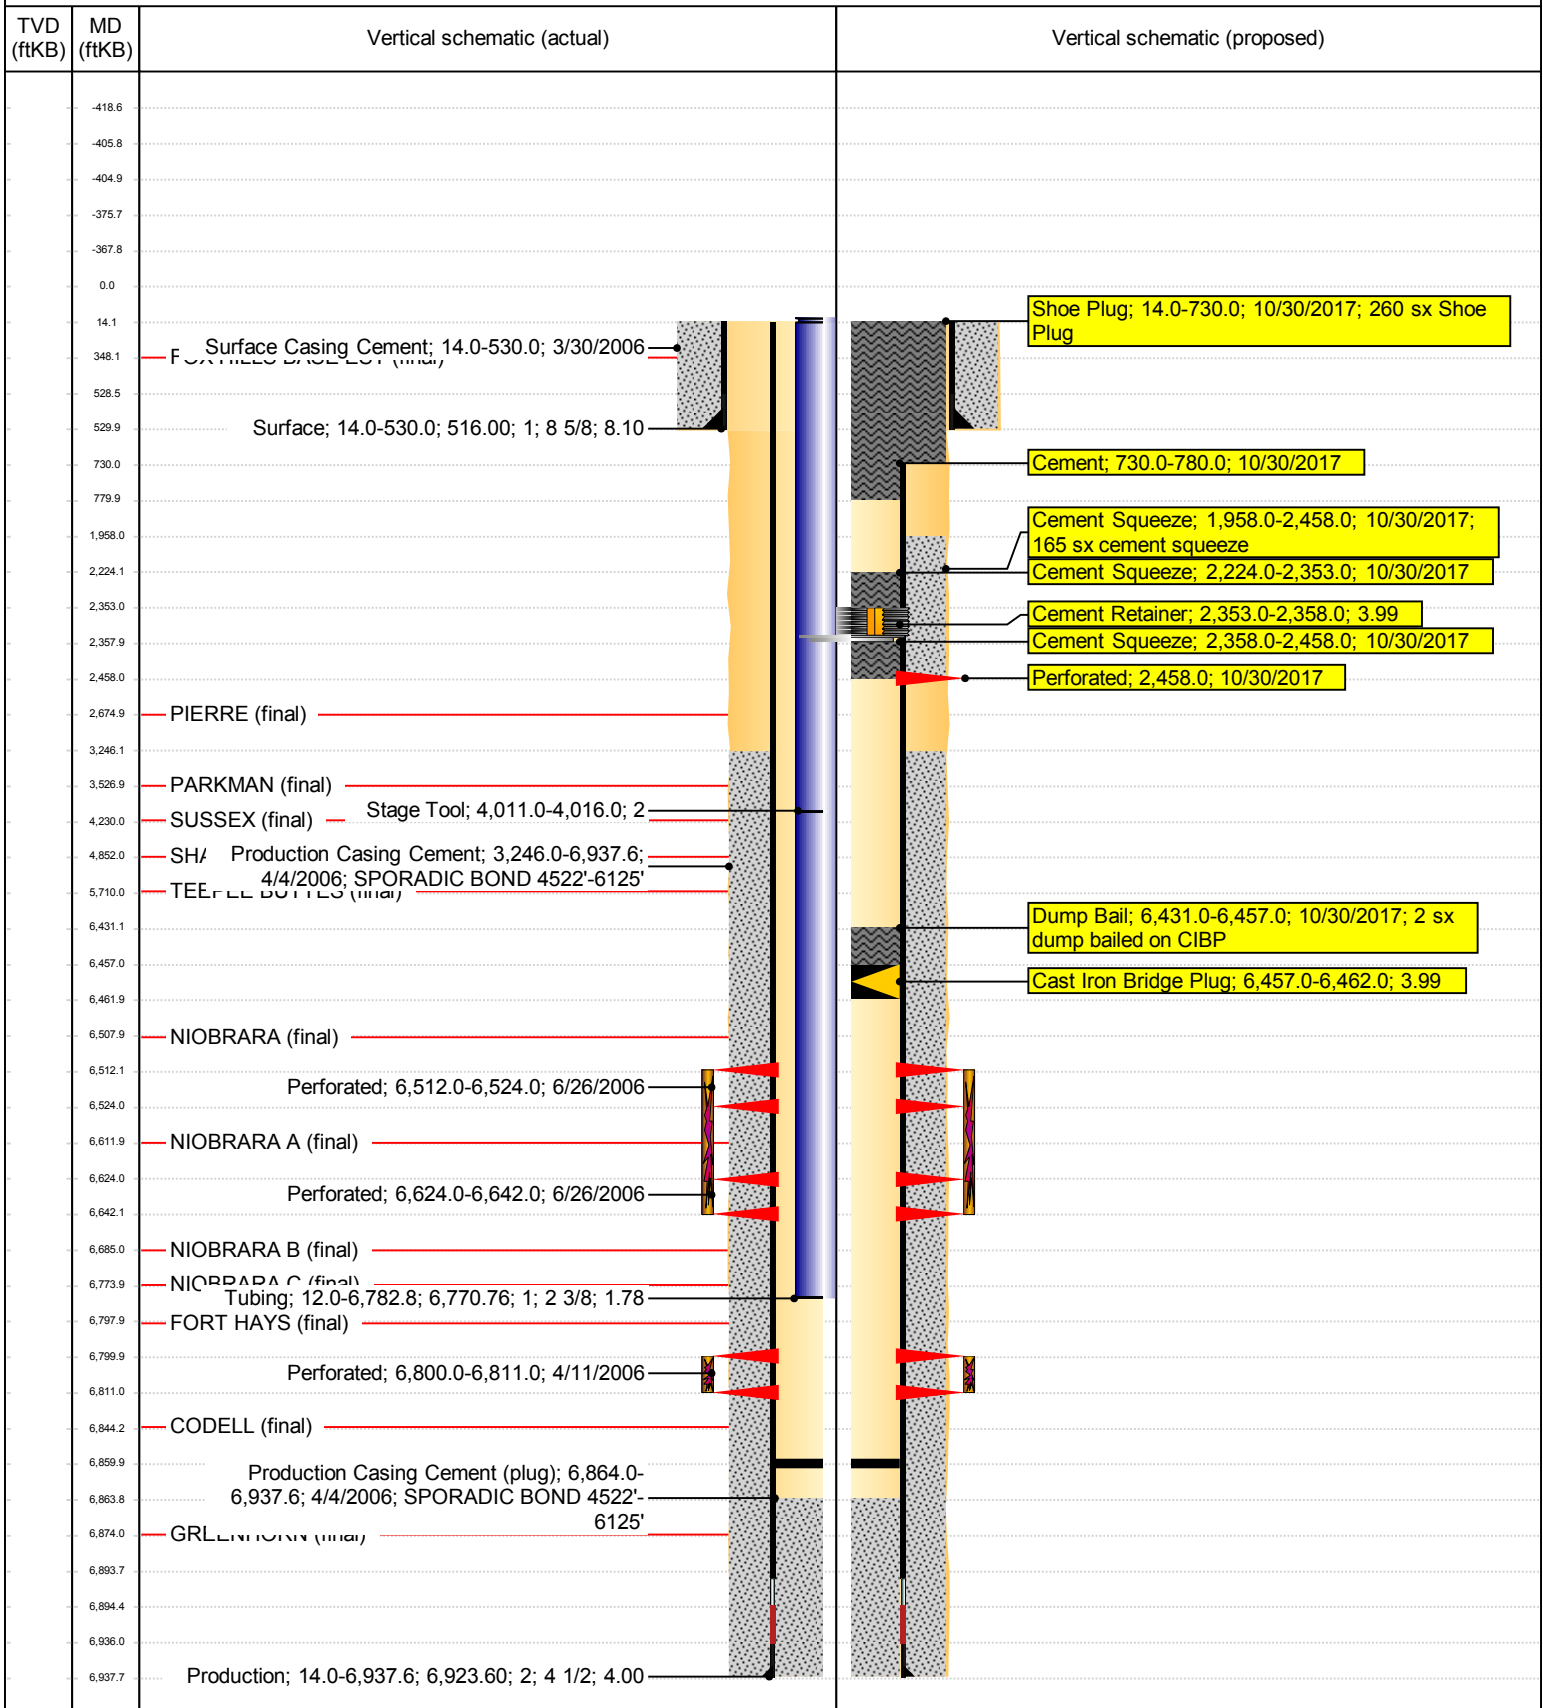 TVD
(ftKB)
MD
(ftKB)
Vertical schematic (actual)
Vertical schematic (proposed)
-418.6
-405.8
-404.9
-375.7
-367.8
0.0
14.1
348.1
528.5
529.9
730.0
779.9
1,958.0
2,224.1
2,353.0
2,357.9
2,458.0
2,674.9
3,246.1
3,526.9
4,230.0
4,852.0
5,710.0
6,431.1
6,457.0
6,461.9
6,507.9
6,512.1
6,524.0
6,611.9
6,624.0
6,642.1
6,685.0
6,773.9
6,797.9
6,799.9
6,811.0
6,844.2
6,859.9
6,863.8
6,874.0
6,893.7
6,894.4
6,936.0
6,937.7
Surface Casing Cement; 14.0-530.0; 3/30/2006
FOX HILLS BASE EST (final)
Surface; 14.0-530.0; 516.00; 1; 8 5/8; 8.10
PIERRE (final)
PARKMAN (final)
Stage Tool; 4,011.0-4,016.0; 2
SUSSEX (final)
SHA
Production Casing Cement; 3,246.0-6,937.6;
4/4/2006; SPORADIC BOND 4522'-6125'
TEEPEE BUTTES (final)
NIOBRARA (final)
Perforated; 6,512.0-6,524.0; 6/26/2006
NIOBRARA A (final)
Perforated; 6,624.0-6,642.0; 6/26/2006
NIOBRARA B (final)
NIOBRARA C (final)
Tubing; 12.0-6,782.8; 6,770.76; 1; 2 3/8; 1.78
FORT HAYS (final)
Perforated; 6,800.0-6,811.0; 4/11/2006
CODELL (final)
Production Casing Cement (plug); 6,864.0-
6,937.6; 4/4/2006; SPORADIC BOND 4522'-
6125'
GREENHORN (final)
Production; 14.0-6,937.6; 6,923.60; 2; 4 1/2; 4.00
Shoe Plug; 14.0-730.0; 10/30/2017; 260 sx Shoe
Plug
Cement; 730.0-780.0; 10/30/2017
Cement Squeeze; 1,958.0-2,458.0; 10/30/2017;
165 sx cement squeeze
Cement Squeeze; 2,224.0-2,353.0; 10/30/2017
Cement Retainer; 2,353.0-2,358.0; 3.99
Cement Squeeze; 2,358.0-2,458.0; 10/30/2017
Perforated; 2,458.0; 10/30/2017
Dump Bail; 6,431.0-6,457.0; 10/30/2017; 2 sx
dump bailed on CIBP
Cast Iron Bridge Plug; 6,457.0-6,462.0; 3.99